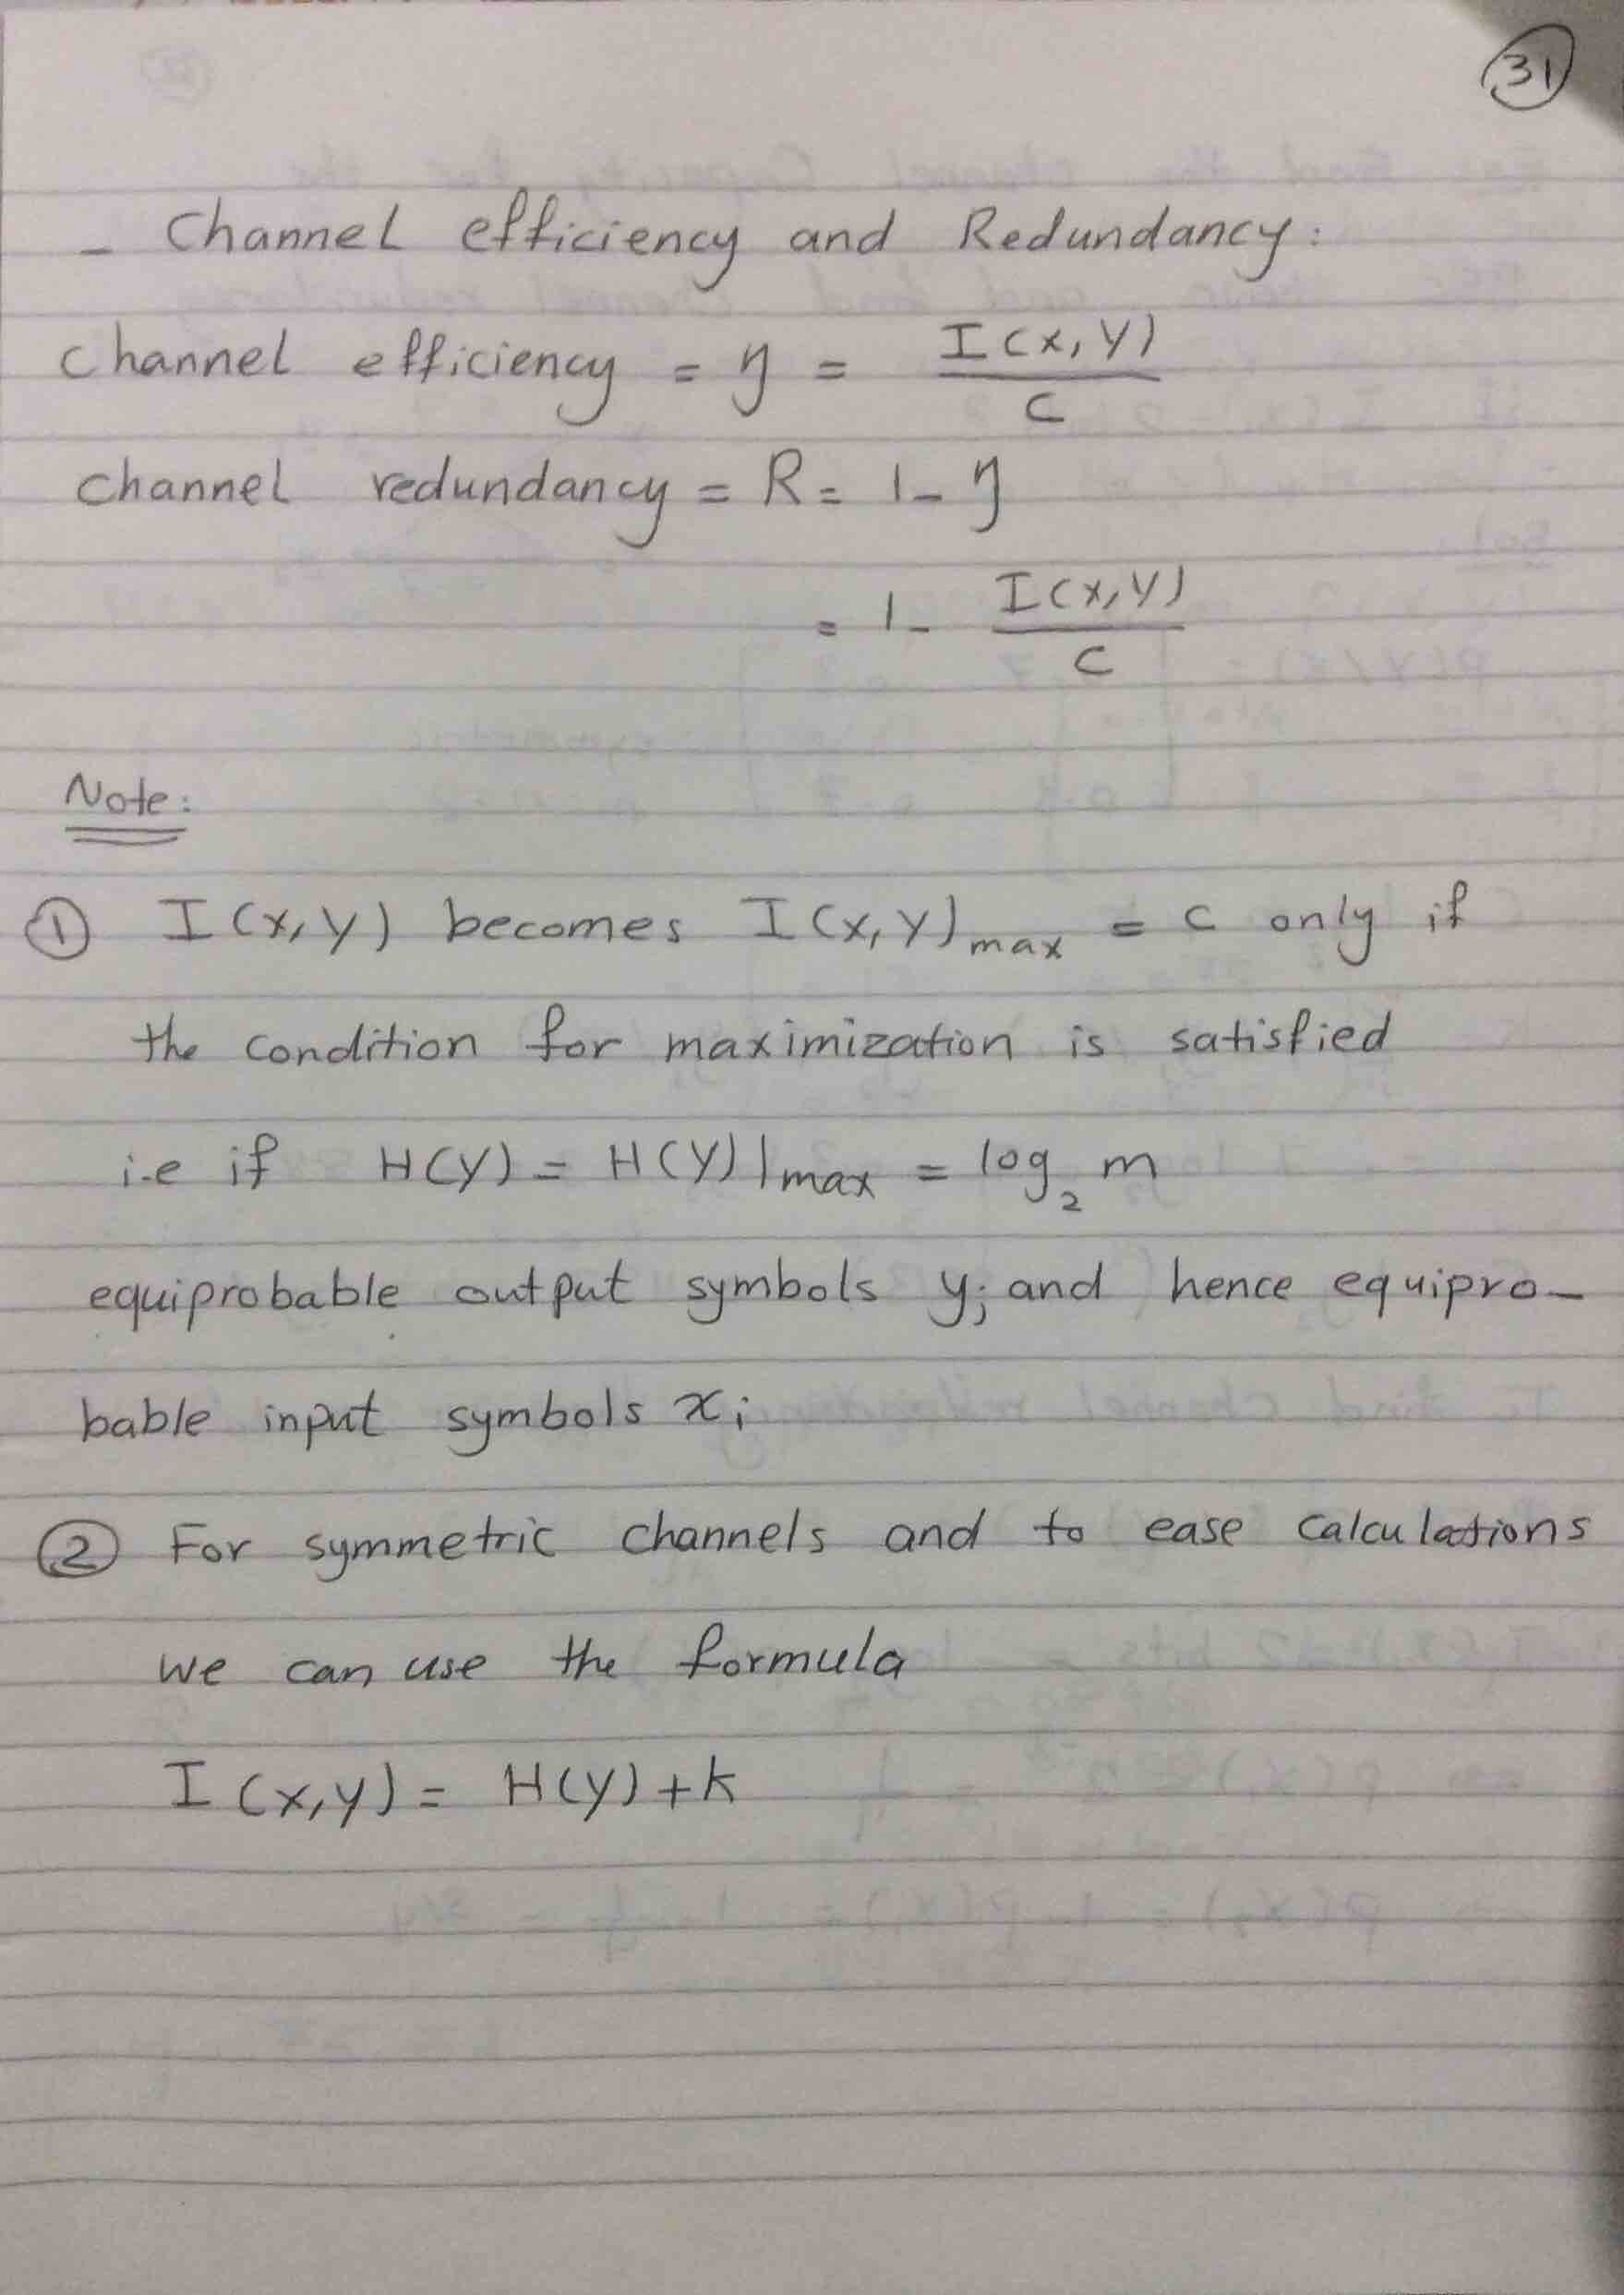 31
- Channel efficiency and Redundancy:
Channel efficiency = η = I(x,y) / C
channel redundancy = R = 1 - η
= 1 - I(x,y) / C
Note:
① I(x,y) becomes I(x,y)max = C only if
the condition for maximization is satisfied
i.e if H(y) = H(y)|max = log₂ m
equiprobable output symbols yj and hence equipro-
bable input symbols xi
② For symmetric channels and to ease calculations
we can use the formula
I(x,y) = H(y) + k